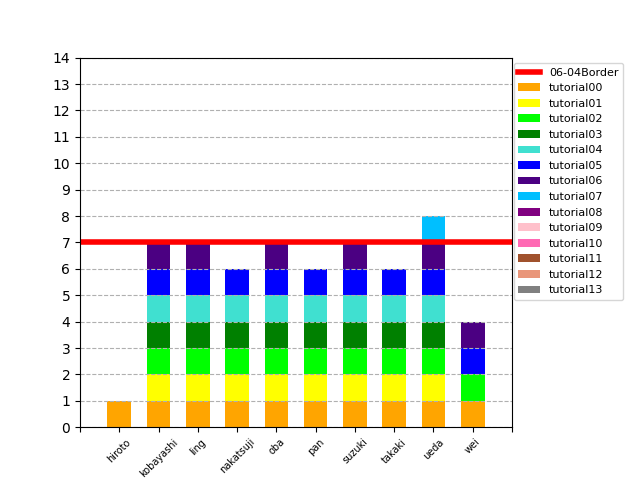 14
13
12
11
10
9
8
7
6
5
4
3
2
1
0
hiroto
kobayashi
ling
nakatsuji
oba
pan
suzuki
takaki
ueda
wei
06-04Border
tutorial00
tutorial01
tutorial02
tutorial03
tutorial04
tutorial05
tutorial06
tutorial07
tutorial08
tutorial09
tutorial10
tutorial11
tutorial12
tutorial13